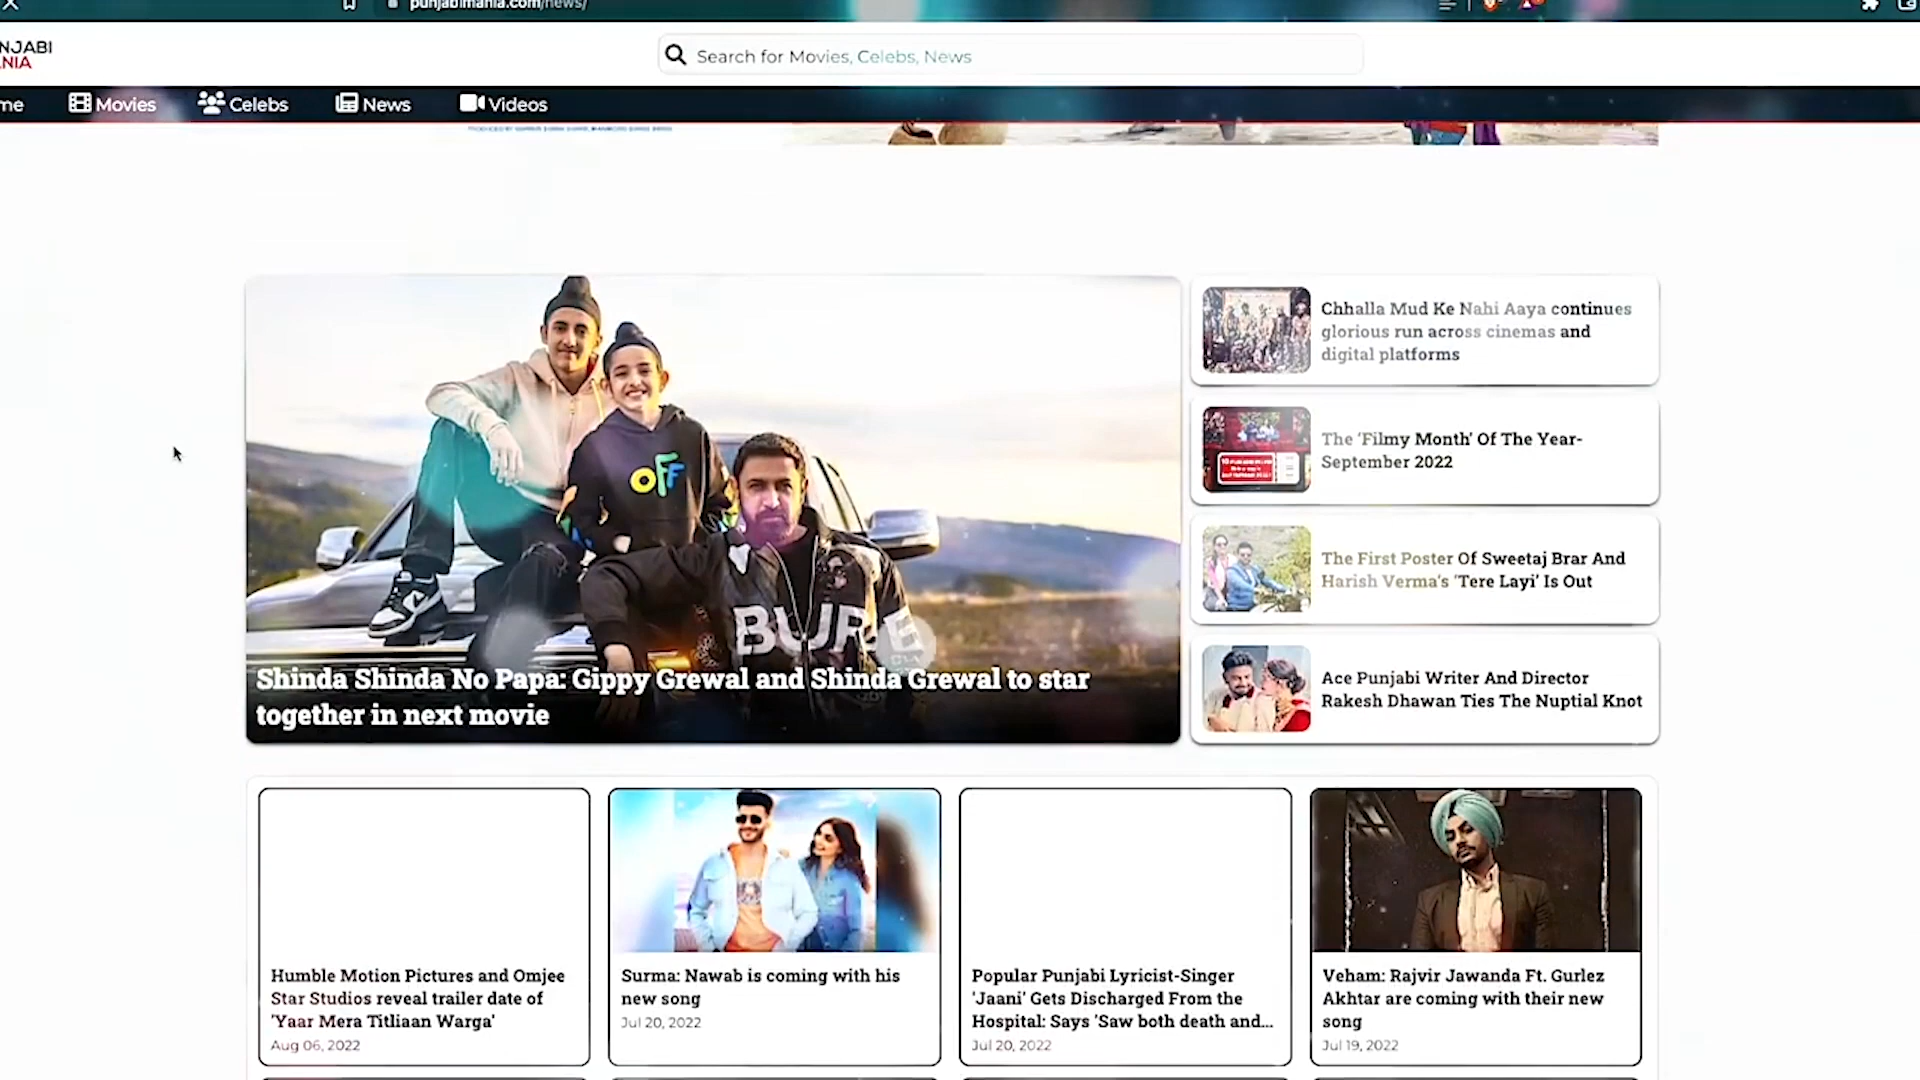 punjabimania.com/news/
NJABI
NIA
Search for Movies, Celebs, News
me
Movies
Celebs
News
Videos
OFF
BURB
Shinda Shinda No Papa: Gippy Grewal and Shinda Grewal to star
together in next movie
Chhalla Mud Ke Nahi Aaya continues
glorious run across cinemas and
digital platforms
The 'Filmy Month' Of The Year-
September 2022
The First Poster Of Sweetaj Brar And
Harish Verma's 'Tere Layi' Is Out
Ace Punjabi Writer And Director
Rakesh Dhawan Ties The Nuptial Knot
Humble Motion Pictures and Omjee
Star Studios reveal trailer date of
'Yaar Mera Titliaan Warga'
Aug 06, 2022
Surma: Nawab is coming with his
new song
Jul 20, 2022
Popular Punjabi Lyricist-Singer
'Jaani' Gets Discharged From the
Hospital: Says 'Saw both death and...
Jul 20, 2022
Veham: Rajvir Jawanda Ft. Gurlez
Akhtar are coming with their new
song
Jul 19, 2022